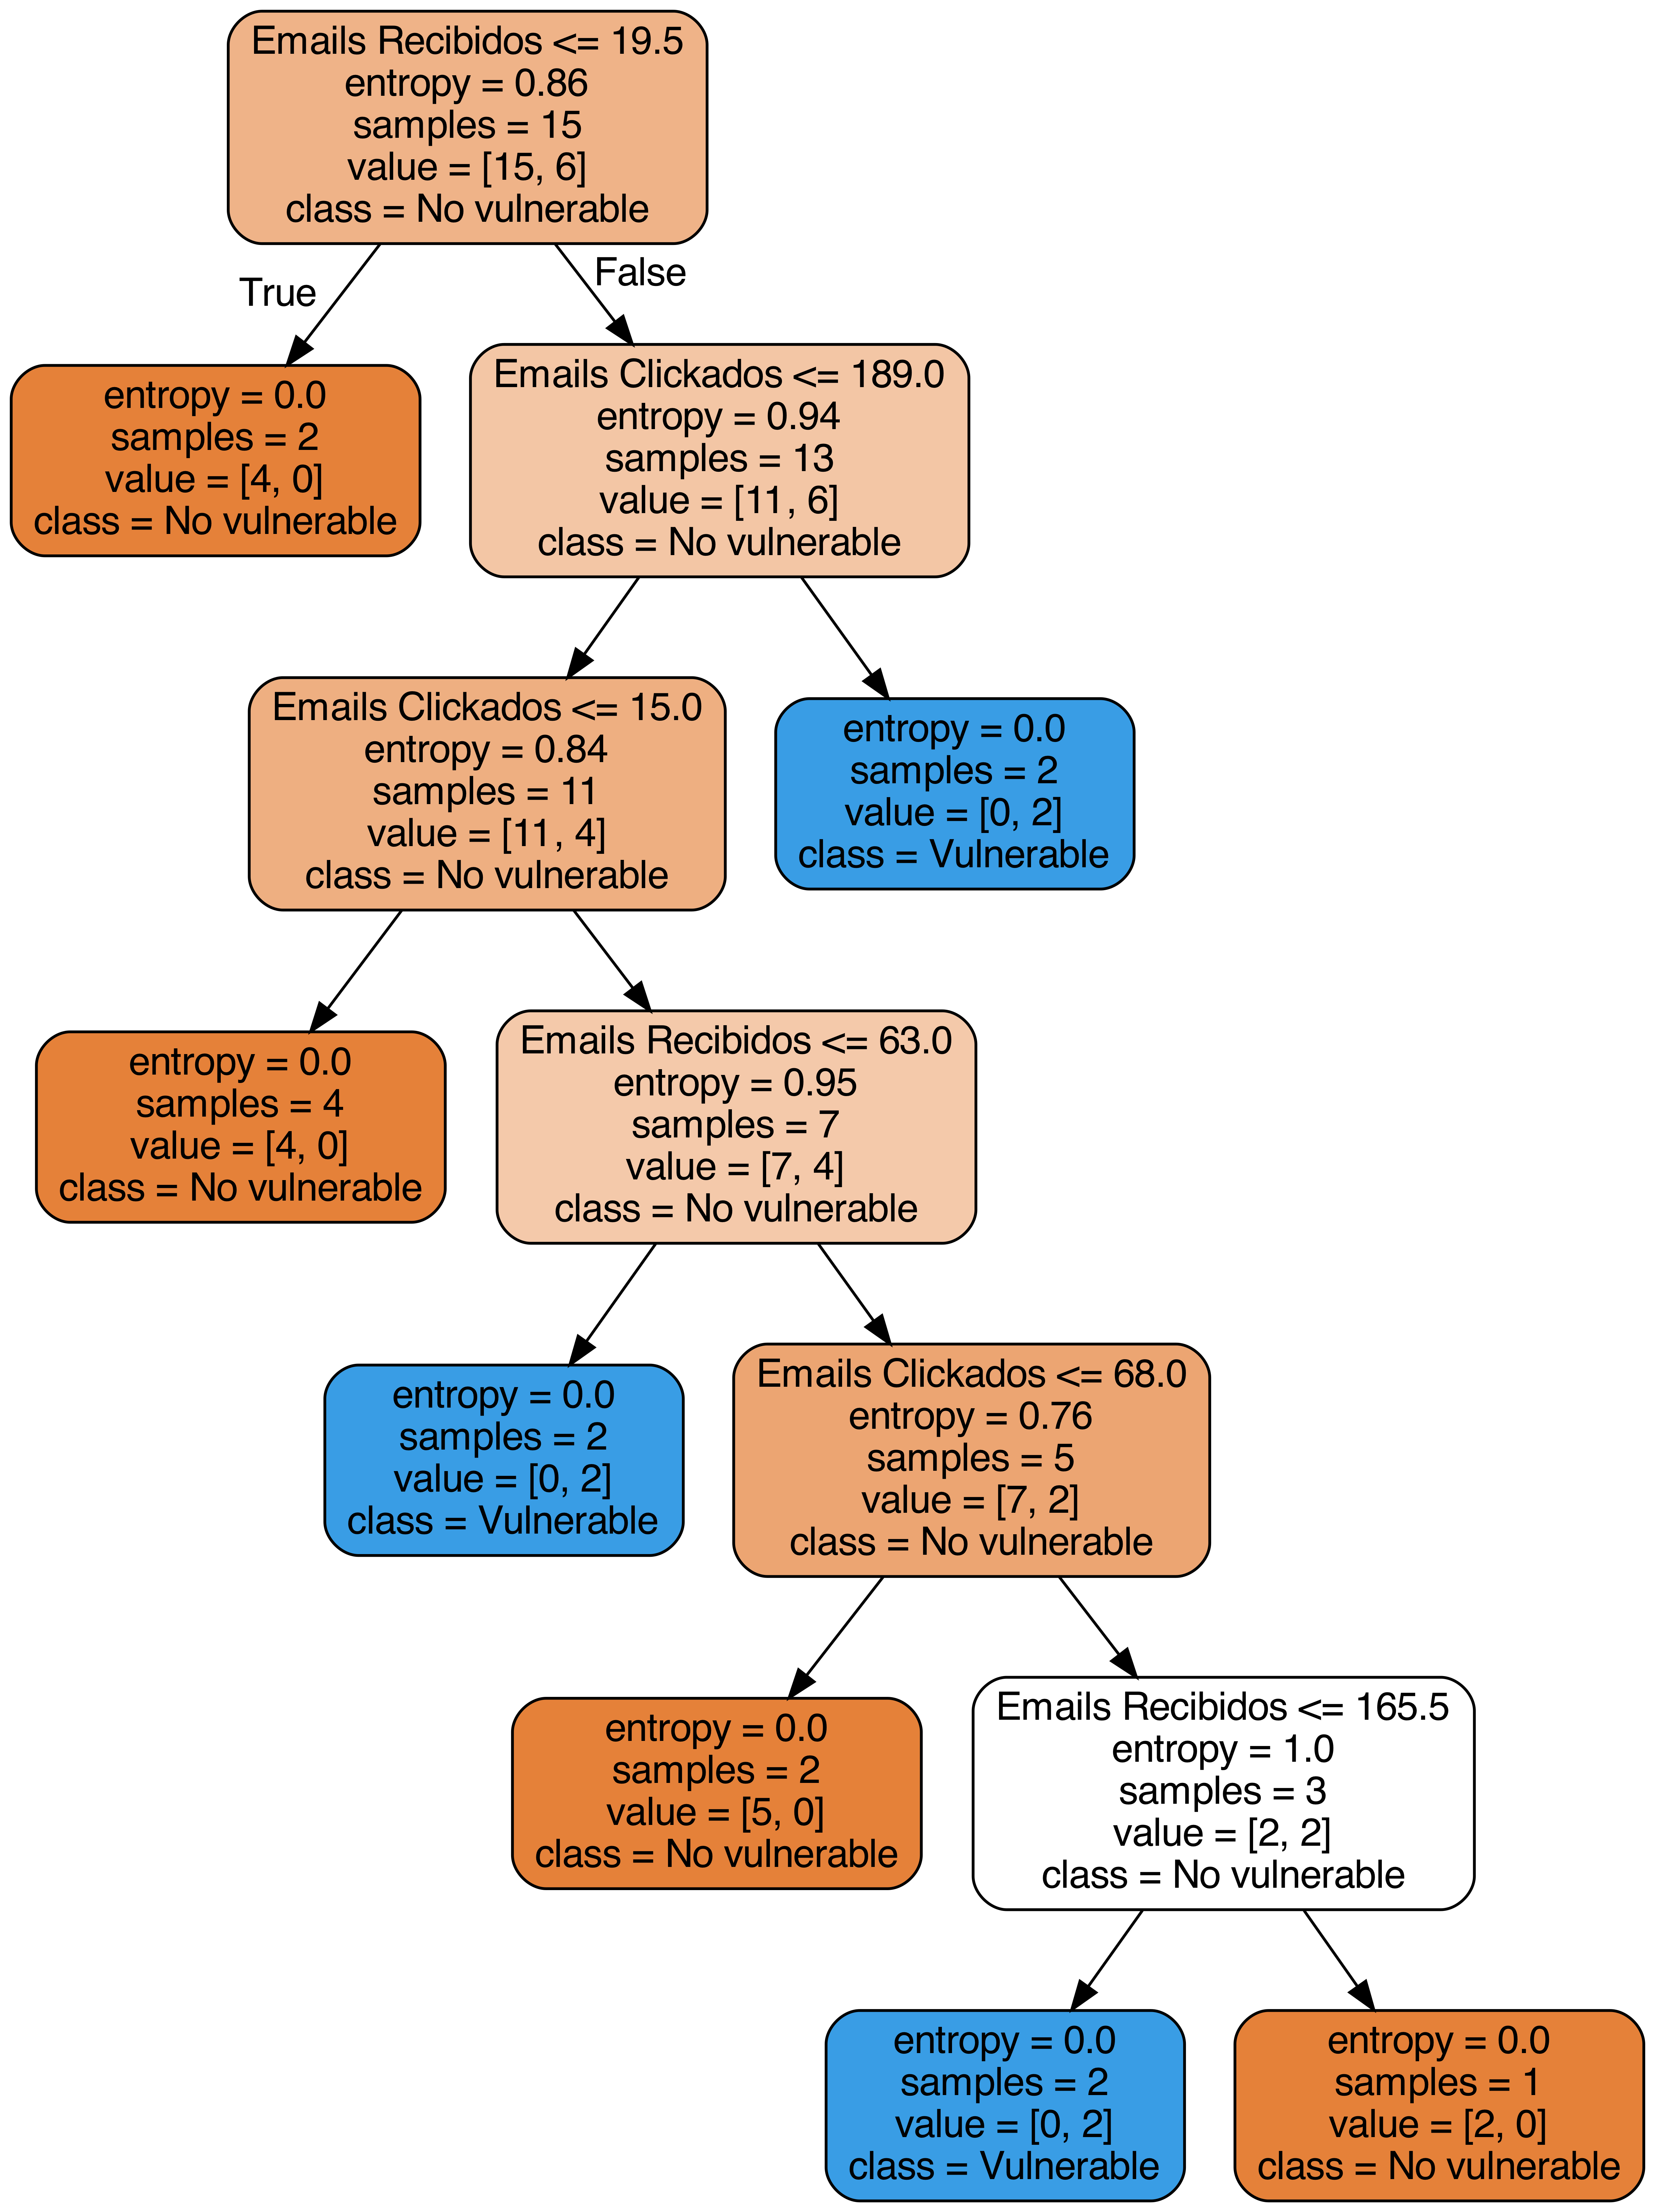 Emails Recibidos <= 19.5
entropy = 0.86
samples = 15
value = [15, 6]
class = No vulnerable
True
False
entropy = 0.0
samples = 2
value = [4, 0]
class = No vulnerable
Emails Clickados <= 189.0
entropy = 0.94
samples = 13
value = [11, 6]
class = No vulnerable
Emails Clickados <= 15.0
entropy = 0.84
samples = 11
value = [11, 4]
class = No vulnerable
entropy = 0.0
samples = 2
value = [0, 2]
class = Vulnerable
entropy = 0.0
samples = 4
value = [4, 0]
class = No vulnerable
Emails Recibidos <= 63.0
entropy = 0.95
samples = 7
value = [7, 4]
class = No vulnerable
entropy = 0.0
samples = 2
value = [0, 2]
class = Vulnerable
Emails Clickados <= 68.0
entropy = 0.76
samples = 5
value = [7, 2]
class = No vulnerable
entropy = 0.0
samples = 2
value = [5, 0]
class = No vulnerable
Emails Recibidos <= 165.5
entropy = 1.0
samples = 3
value = [2, 2]
class = No vulnerable
entropy = 0.0
samples = 2
value = [0, 2]
class = Vulnerable
entropy = 0.0
samples = 1
value = [2, 0]
class = No vulnerable